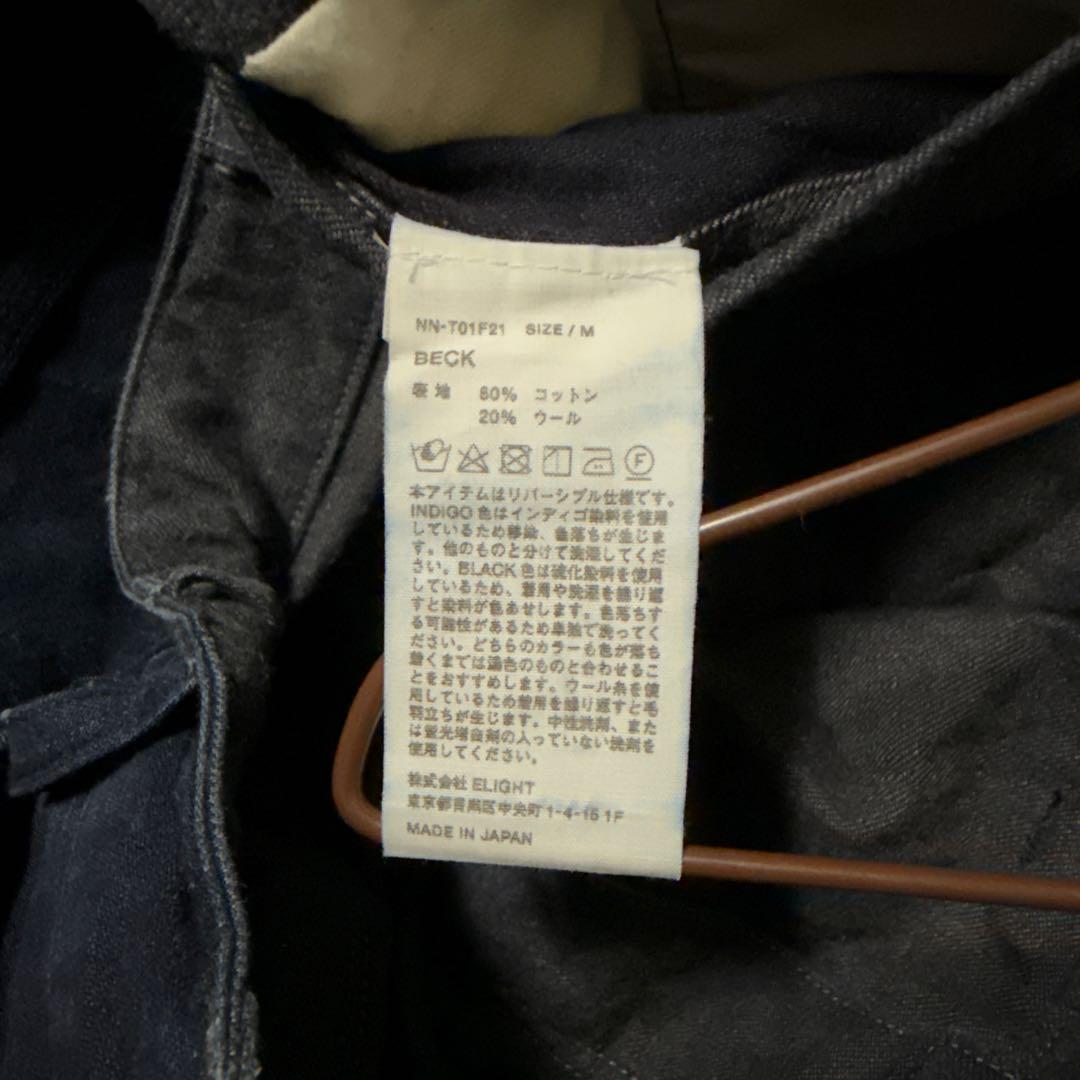 NN-T01F21 SIZE / M
BECK
表地 80% コットン
20% ウール
F
本アイテムはリバーシブル仕様です。
INDIGO色はインディゴ染料を使用
しているため移染、色落ちが生じま
す。他のものと分けて洗濯してくだ
さい。BLACK色は硫化染料を使用
しているため、着用や洗濯を繰り返
すと染料が色あせします。色落ちす
る可能性があるため単独で洗ってく
ださい。どちらのカラーも色が落ち
着くまでは濃色のものと合わせるこ
とをおすすめします。ウール糸を使
用しているため着用を繰り返すと毛
羽立ちが生じます。中性洗剤、また
は蛍光増白剤の入っていない洗剤を
使用してください。
株式会社 ELIGHT
東京都目黒区中央町 1-4-15 1F
MADE IN JAPAN